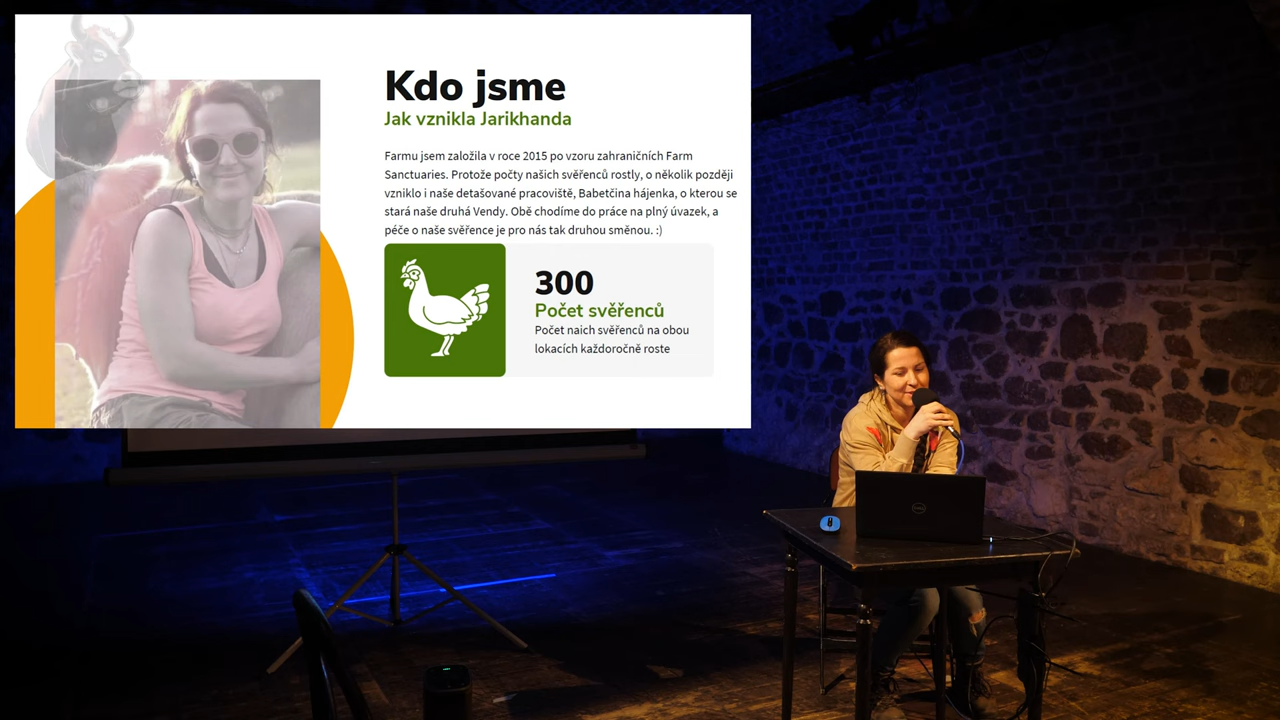 Kdo jsme
Jak vznikla Jarikhanda
Farmu jsem založila v roce 2015 po vzoru zahraničních Farm
Sanctuaries. Protože počty našich svěřenců rostly, o několik později
vzniklo i naše detašované pracoviště, Babetčina hájenka, o kterou se
stará naše druhá Vendy. Obě chodíme do práce na plný úvazek, a
péče o naše svěřence je pro nás tak druhou směnou. :)
300
Počet svěřenců
Počet naich svěřenců na obou
lokacích každoročně roste
DELL